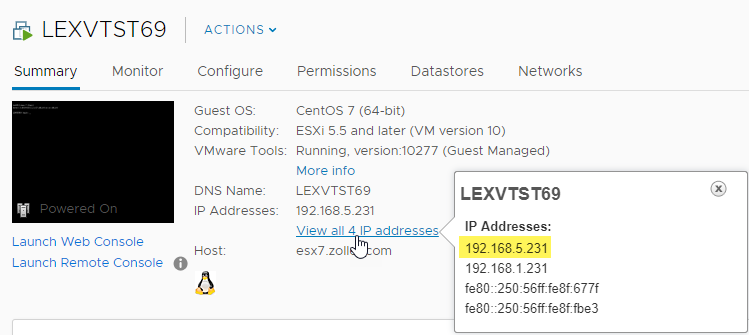 LEXVTST69
ACTIONS
Summary Monitor Configure Permissions Datastores Networks
Guest OS: CentOS 7 (64-bit)
Compatibility: ESXi 5.5 and later (VM version 10)
VMware Tools: Running, version:10277 (Guest Managed)
More info
DNS Name: LEXVTST69
IP Addresses: 192.168.5.231
View all 4 IP addresses
Host:
Powered On
Launch Web Console
Launch Remote Console
LEXVTST69
IP Addresses:
192.168.5.231
192.168.1.231
fe80::250:56ff:fe8f:677f
fe80::250:56ff:fe8f:fbe3